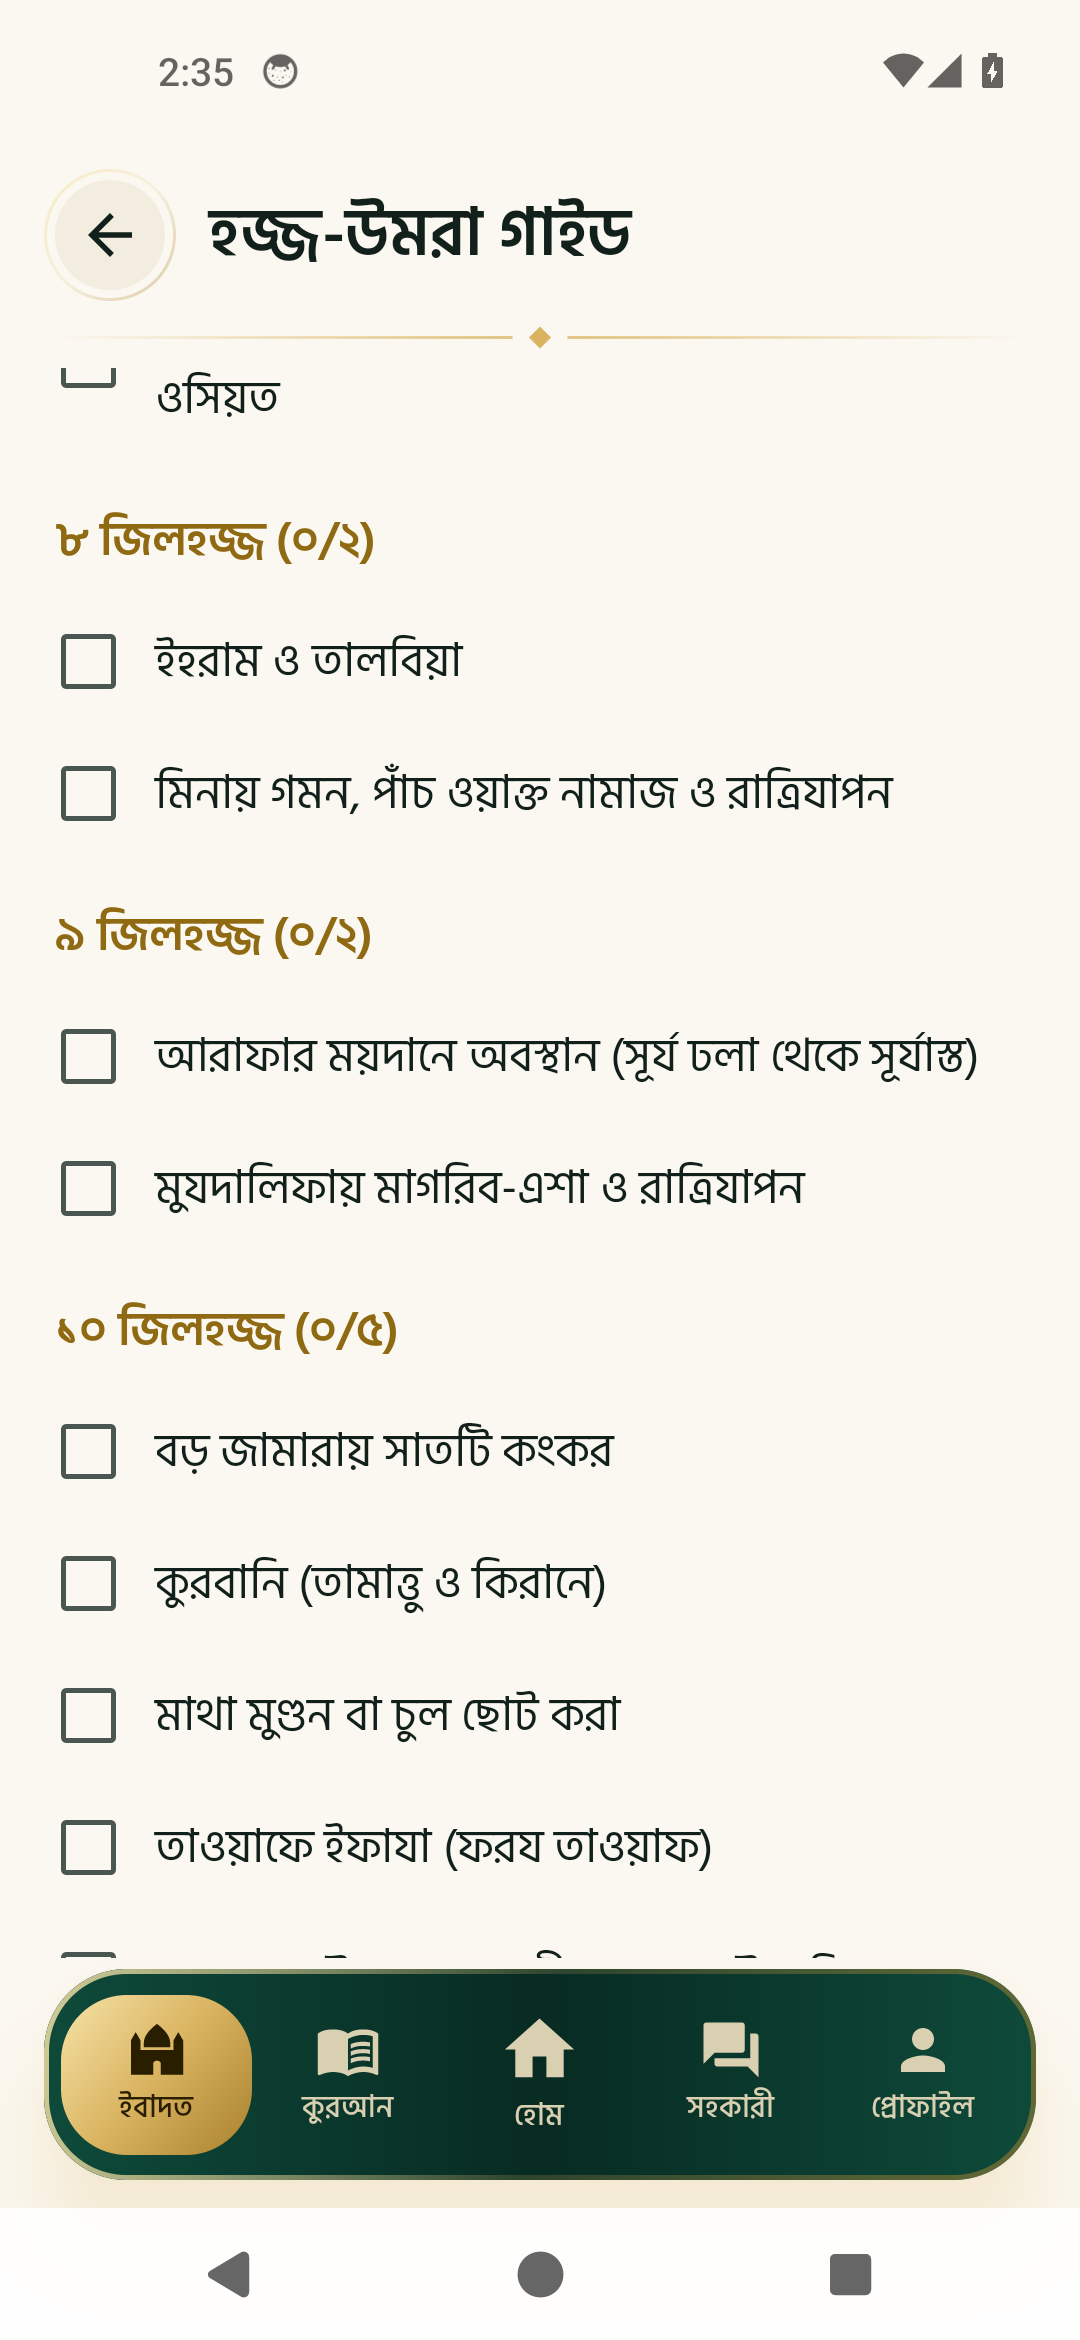 2:35
হজ্জ-উমরা গাইড
ওসিয়ত
৮ জিলহজ্জ (০/২)
ইহরাম ও তালবিয়া
মিনায় গমন, পাঁচ ওয়াক্ত নামাজ ও রাত্রিযাপন
৯ জিলহজ্জ (০/২)
আরাফার ময়দানে অবস্থান (সূর্য ঢলা থেকে সূর্যাস্ত)
মুযদালিফায় মাগরিব-এশা ও রাত্রিযাপন
১০ জিলহজ্জ (০/৫)
বড় জামারায় সাতটি কংকর
কুরবানি (তামাত্তু ও কিরানে)
মাথা মুণ্ডন বা চুল ছোট করা
তাওয়াফে ইফাযা (ফরয তাওয়াফ)
ইবাদত
কুরআন
হোম
সহকারী
প্রোফাইল